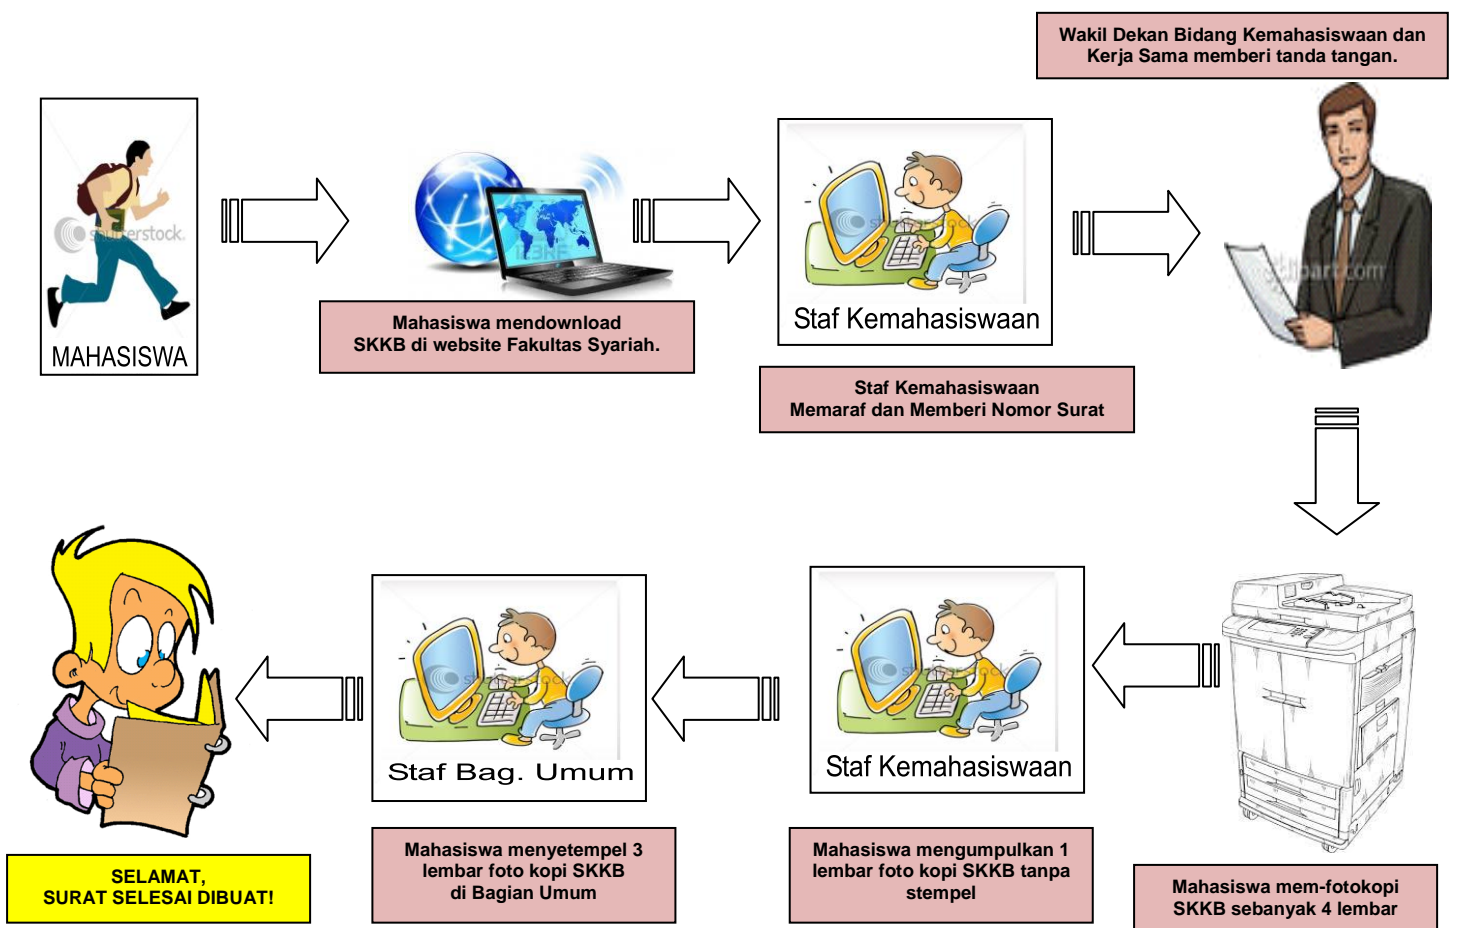 Wakil Dekan Bidang Kemahasiswaan dan
Kerja Sama memberi tanda tangan.
shutterstock
MAHASISWA
123RF
Mahasiswa mendownload
SKKB di website Fakultas Syariah.
Staf Kemahasiswaan
Staf Kemahasiswaan
Memaraf dan Memberi Nomor Surat
Mahasiswa mem-fotokopi
SKKB sebanyak 4 lembar
Staf Kemahasiswaan
Mahasiswa mengumpulkan 1
lembar foto kopi SKKB tanpa
stempel
Staf Bag. Umum
Mahasiswa menyetempel 3
lembar foto kopi SKKB
di Bagian Umum
SELAMAT,
SURAT SELESAI DIBUAT!